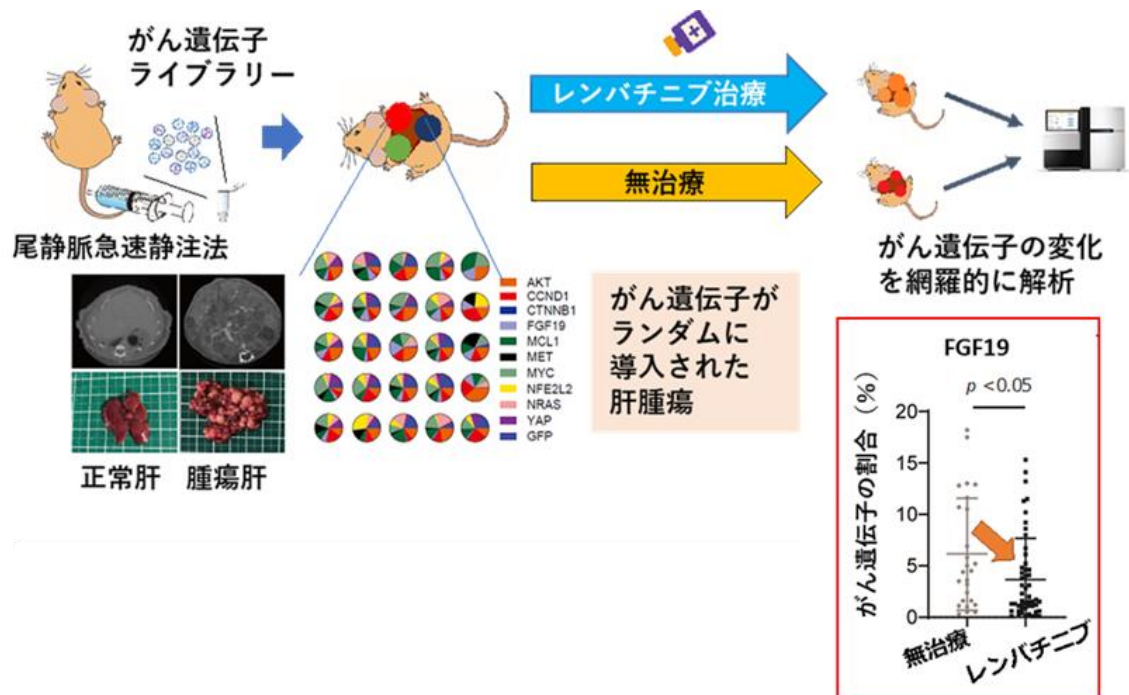 がん遺伝子
ライブラリー
尾静脈急速静注法
正常肝
腫瘍肝
AKT
CCND1
CTNNB1
FGF19
MCL1
MET
MYC
NFE2L2
NRAS
YAP
GFP
レンバチニブ治療
無治療
がん遺伝子が
ランダムに
導入された
肝腫瘍
がん遺伝子の変化
を網羅的に解析
FGF19
p <0.05
がん遺伝子の割合（%）
20
15
10
5
0
無治療
レンバチニブ